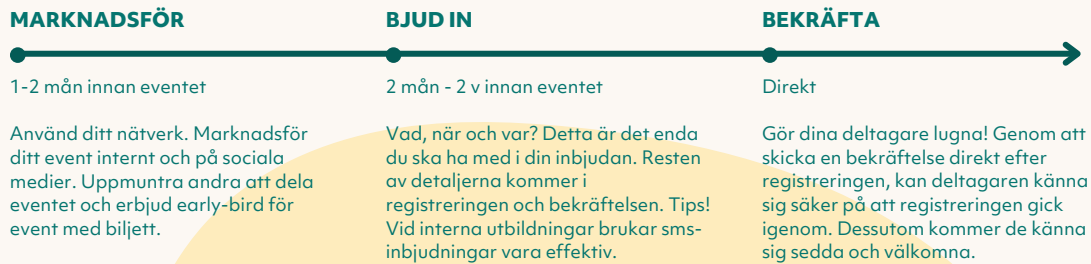 MARKNADSFÖR
1-2 mån innan eventet
Använd ditt nätverk. Marknadsför
ditt event internt och på sociala
medier. Uppmuntra andra att dela
eventet och erbjud early-bird för
event med biljett.
BJUD IN
2 mån - 2 v innan eventet
Vad, när och var? Detta är det enda
du ska ha med i din inbjudan. Resten
av detaljerna kommer i
registreringen och bekräftelsen. Tips!
Vid interna utbildningar brukar sms-
inbjudningar vara effektiv.
BEKRÄFTA
Direkt
Gör dina deltagare lugna! Genom att
skicka en bekräftelse direkt efter
registreringen, kan deltagaren känna
sig säker på att registreringen gick
igenom. Dessutom kommer de känna
sig sedda och välkomna.